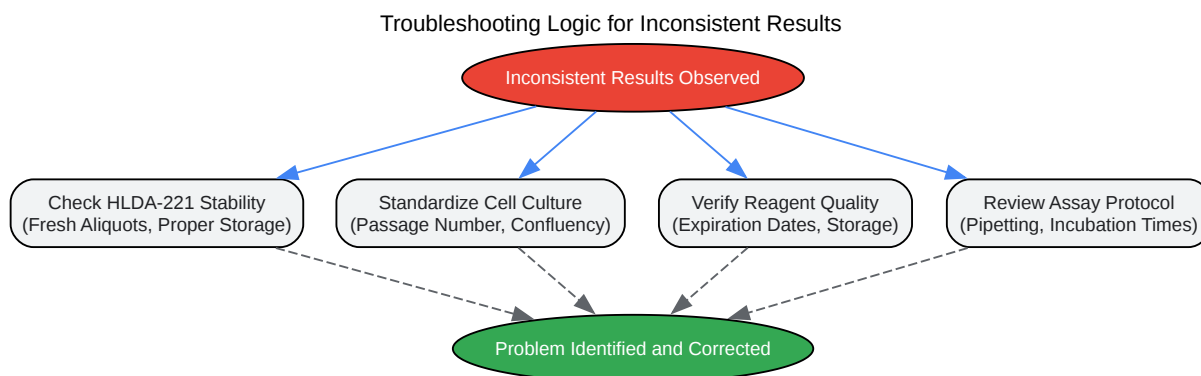 Troubleshooting Logic for Inconsistent Results
Inconsistent Results Observed
Check HLDA-221 Stability
(Fresh Aliquots, Proper Storage)
Standardize Cell Culture
(Passage Number, Confluency)
Verify Reagent Quality
(Expiration Dates, Storage)
Review Assay Protocol
(Pipetting, Incubation Times)
Problem Identified and Corrected